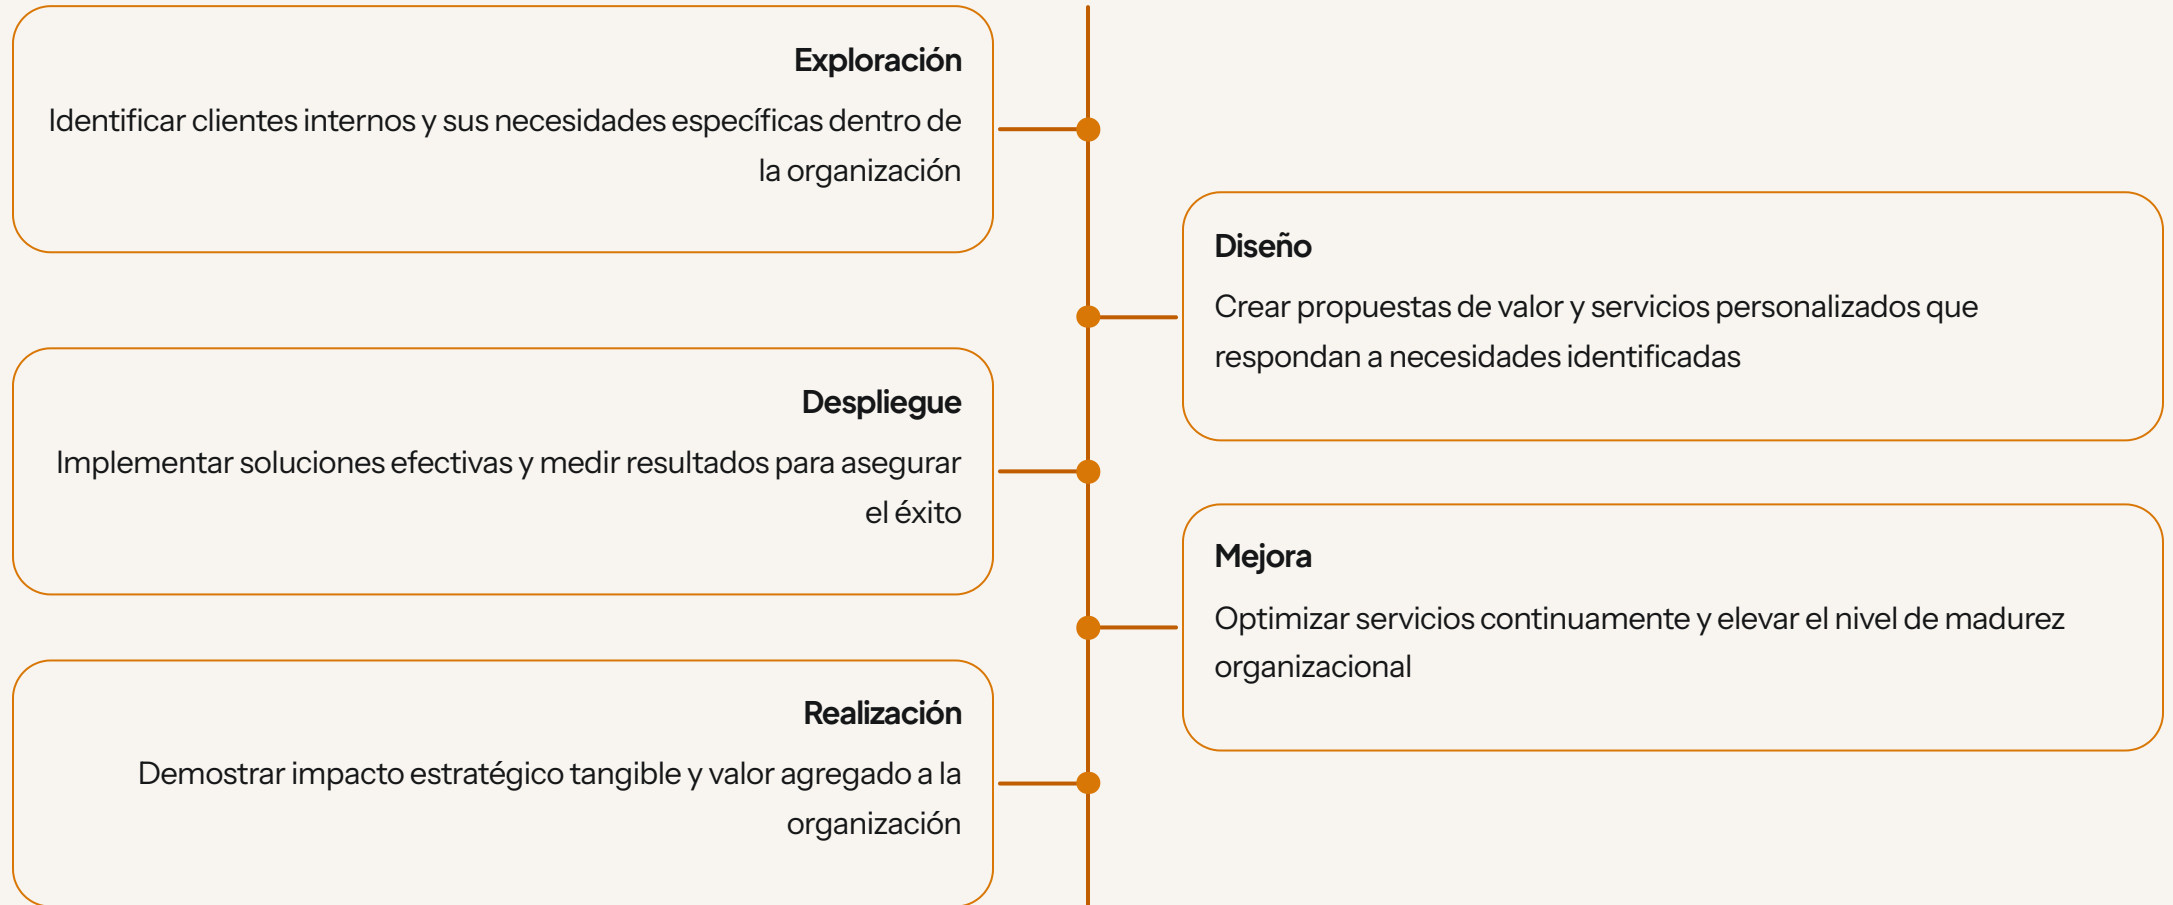 Exploración
Identificar clientes internos y sus necesidades específicas dentro de
la organización
Diseño
Crear propuestas de valor y servicios personalizados que
respondan a necesidades identificadas
Despliegue
Implementar soluciones efectivas y medir resultados para asegurar
el éxito
Mejora
Optimizar servicios continuamente y elevar el nivel de madurez
organizacional
Realización
Demostrar impacto estratégico tangible y valor agregado a la
organización